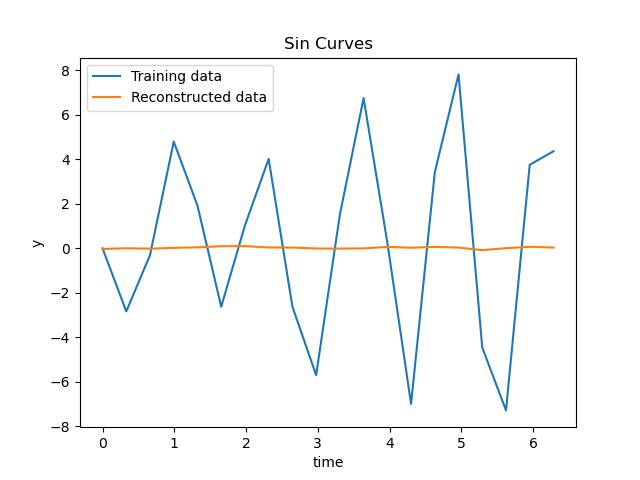 Sin Curves
Training data
Reconstructed data
8
6
4
2
0
−2
−4
−6
−8
y
0 1 2 3 4 5 6
time